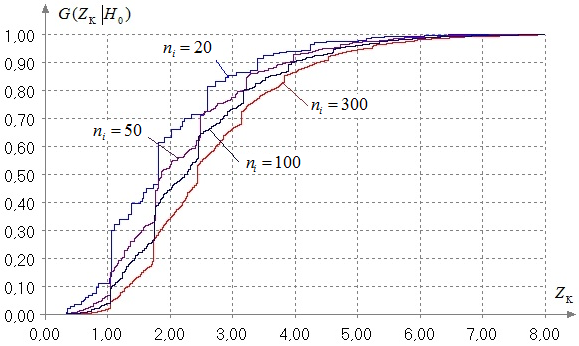 G(Z_K|H_0)
1,00
n_i = 20
0,90
0,80
n_i = 300
0,70
n_i = 50
0,60
n_i = 100
0,50
0,40
0,30
0,20
0,10
Z_K
0,00
0,00 1,00 2,00 3,00 4,00 5,00 6,00 7,00 8,00